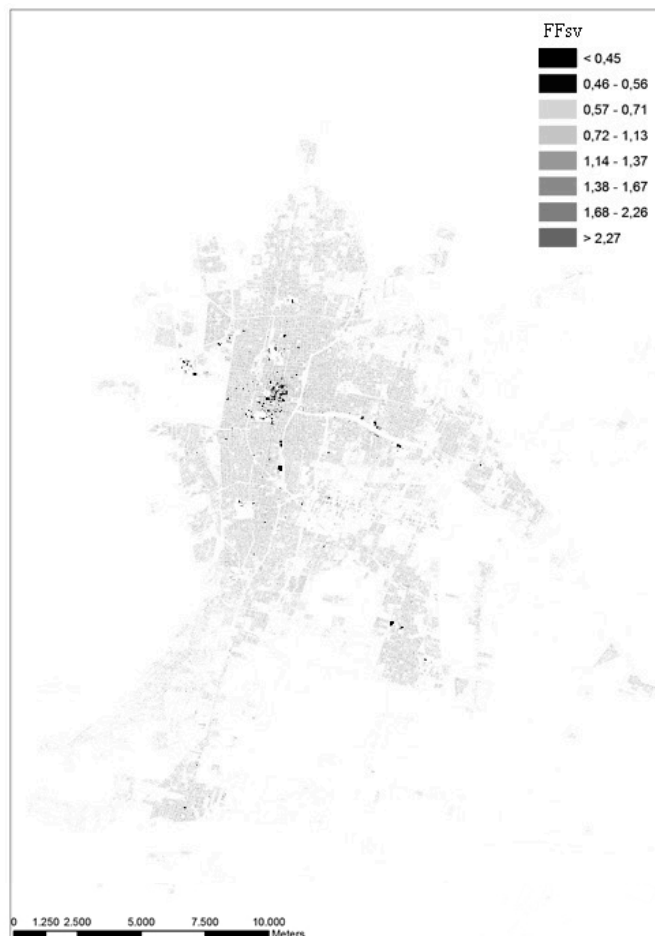 FFsv
< 0,45
0,46 - 0,56
0,57 - 0,71
0,72 - 1,13
1,14 - 1,37
1,38 - 1,67
1,68 - 2,26
> 2,27
0 1.250 2.500 5.000 7.500 10.000
Meters